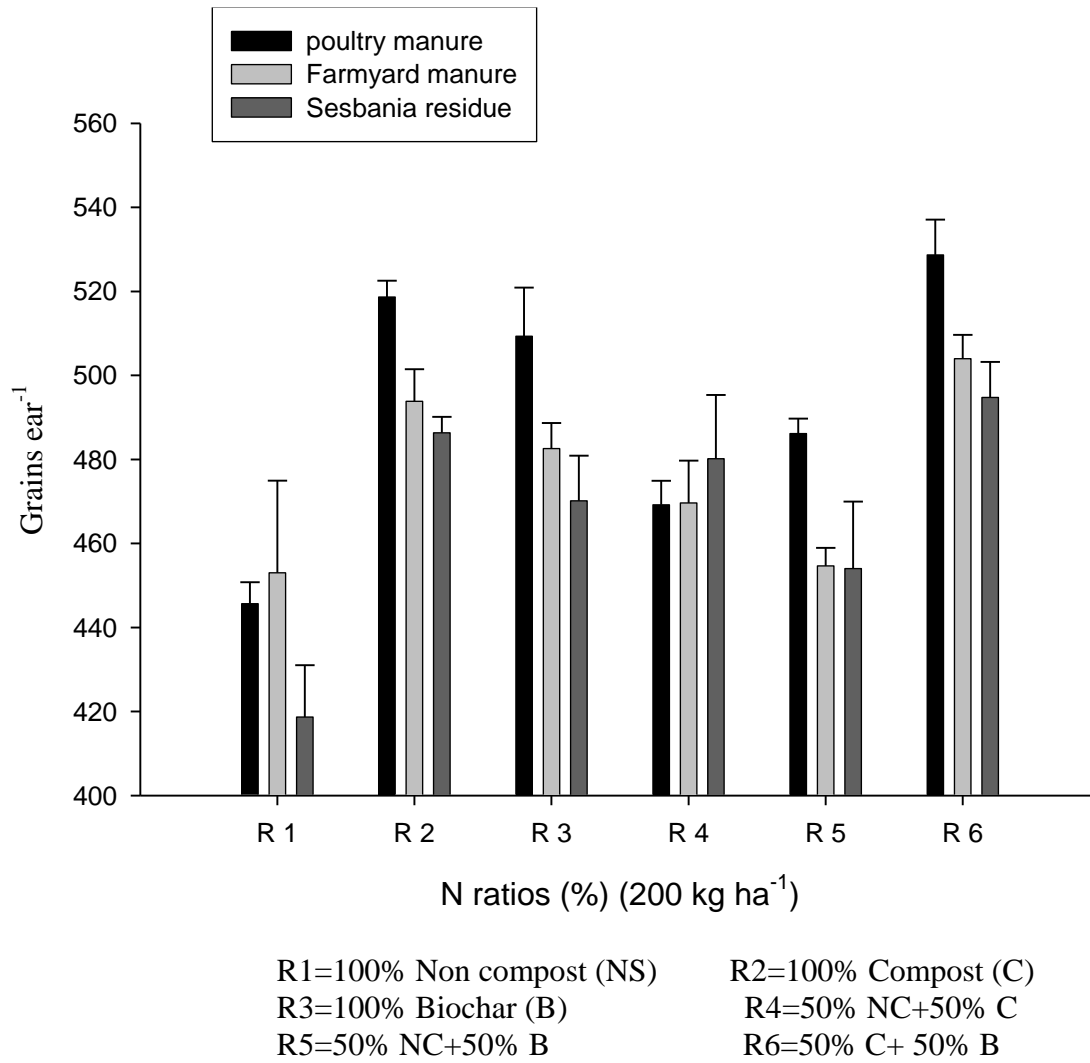 poultry manure
Farmyard manure
Sesbania residue
560
540
520
500
480
460
440
420
400
Grains ear⁻¹
R 1 R 2 R 3 R 4 R 5 R 6
N ratios (%) (200 kg ha⁻¹)
R1=100% Non compost (NS) R2=100% Compost (C)
R3=100% Biochar (B) R4=50% NC+50% C
R5=50% NC+50% B R6=50% C+ 50% B